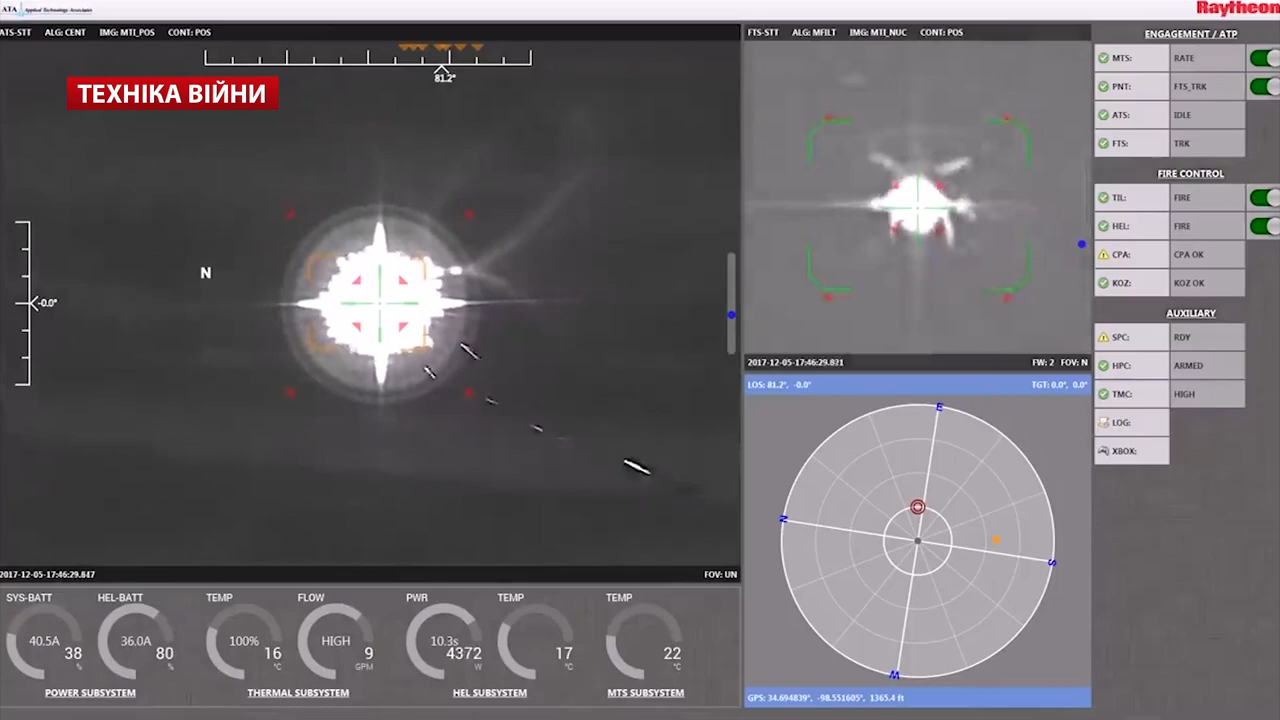 ATA Applied Technology Associates
Raytheon
ATS-STT ALG: CENT IMG: MTI_POS CONT: POS
81.2°
ТЕХНІКА ВІЙНИ
N
-0.0°
2017-12-05-17:46:29.847 FOV: UN
FTS-STT ALG: MFILT IMG: MTI_NUC CONT: POS
2017-12-05-17:46:29.821 FW: 2 FOV: N
LOS: 81.2°, -0.0° TGT: 0.0°, 0.0°
E
N
S
W
GPS: 34.694839°, -98.551605°, 1365.4 ft
ENGAGEMENT / ATP
MTS: RATE
PNT: FTS_TRK
ATS: IDLE
FTS: TRK
FIRE CONTROL
TIL: FIRE
HEL: FIRE
CPA: CPA OK
KOZ: KOZ OK
AUXILIARY
SPC: RDY
HPC: ARMED
TMC: HIGH
LOG:
XBOX:
SYS-BATT HEL-BATT TEMP FLOW PWR TEMP TEMP
40.5A 36.0A 100% HIGH 10.3s
38 % 80 % 16 °C 9 GPM 4372 W 17 °C 22 °C
POWER SUBSYSTEM THERMAL SUBSYSTEM HEL SUBSYSTEM MTS SUBSYSTEM